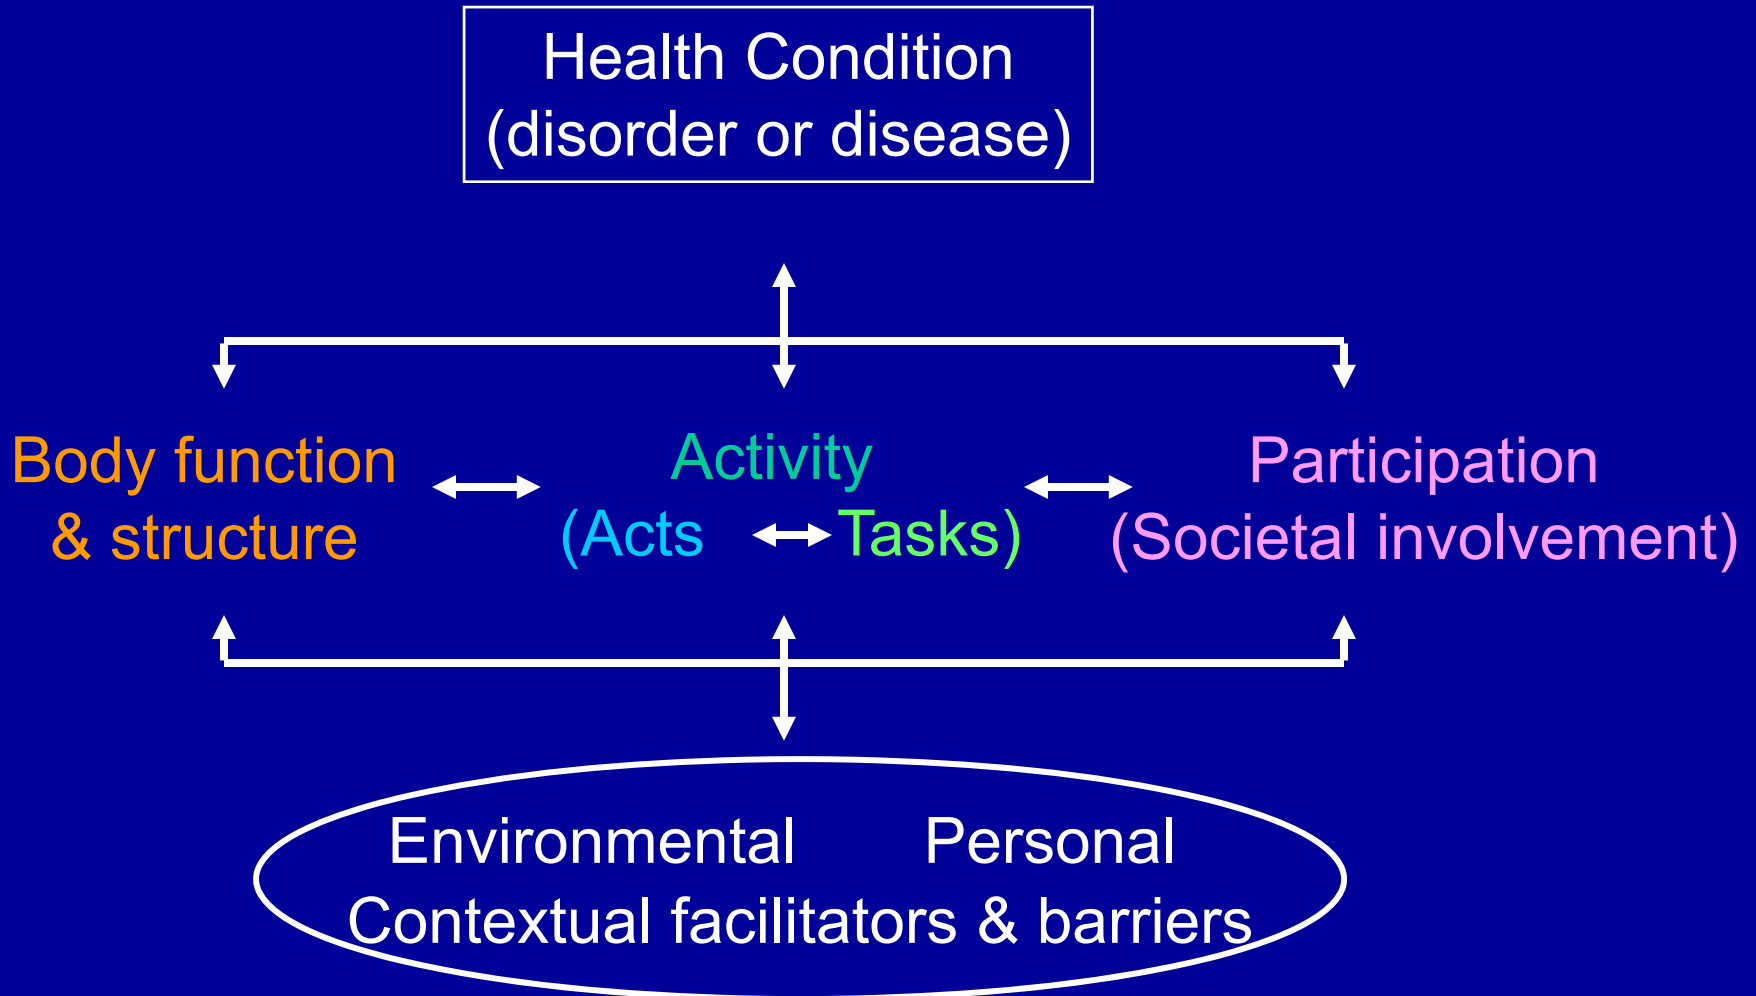 Health Condition
(disorder or disease)
Body function
& structure
Activity
(Acts Tasks)
Participation
(Societal involvement)
Environmental Personal
Contextual facilitators & barriers